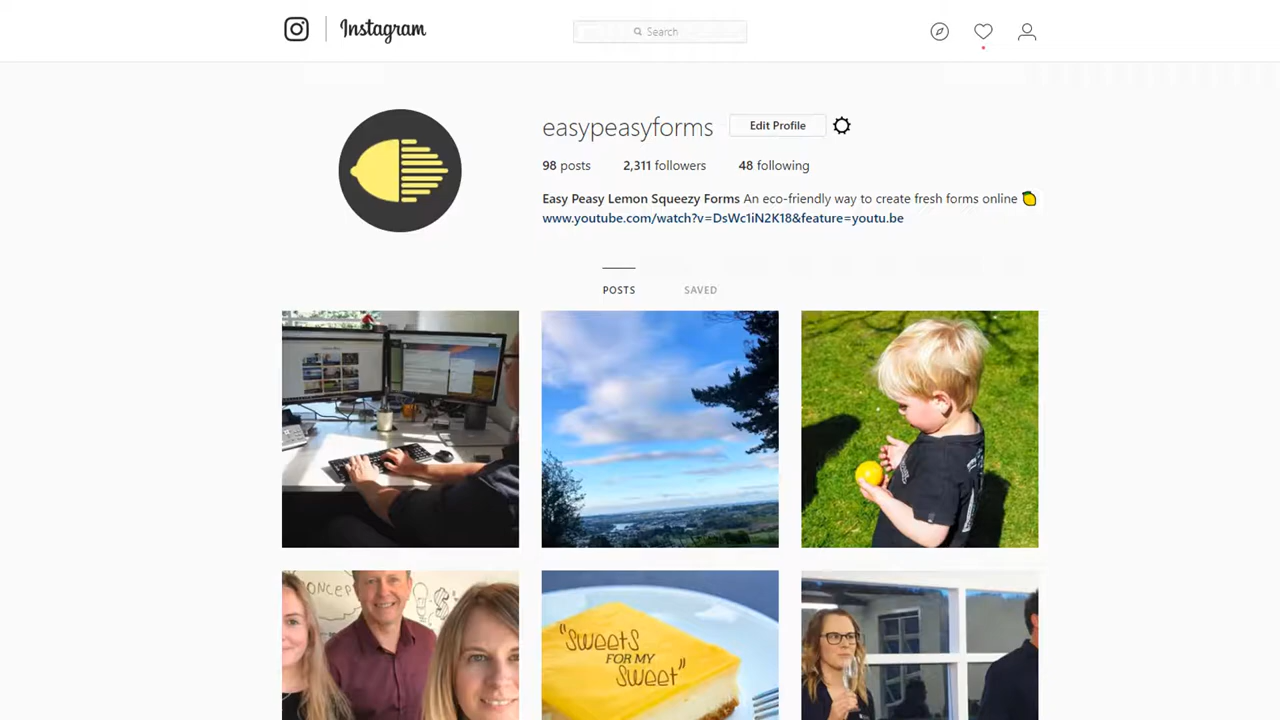 Instagram
Search
easypeasyforms
Edit Profile
98 posts 2,311 followers 48 following
Easy Peasy Lemon Squeezy Forms An eco-friendly way to create fresh forms online
www.youtube.com/watch?v=DsWc1iN2K18&feature=youtu.be
POSTS SAVED
CONCEPT
"SWEETS
FOR MY
SWEET"